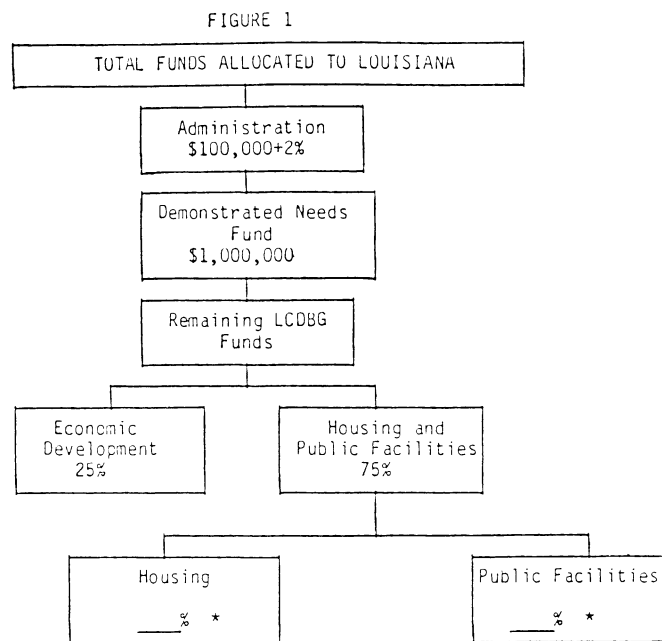 FIGURE 1
TOTAL FUNDS ALLOCATED TO LOUISIANA
Administration
$100,000+2%
Demonstrated Needs
Fund
$1,000,000
Remaining LCDBG
Funds
Economic
Development
25%
Housing and
Public Facilities
75%
Housing
___% *
Public Facilities
___% *